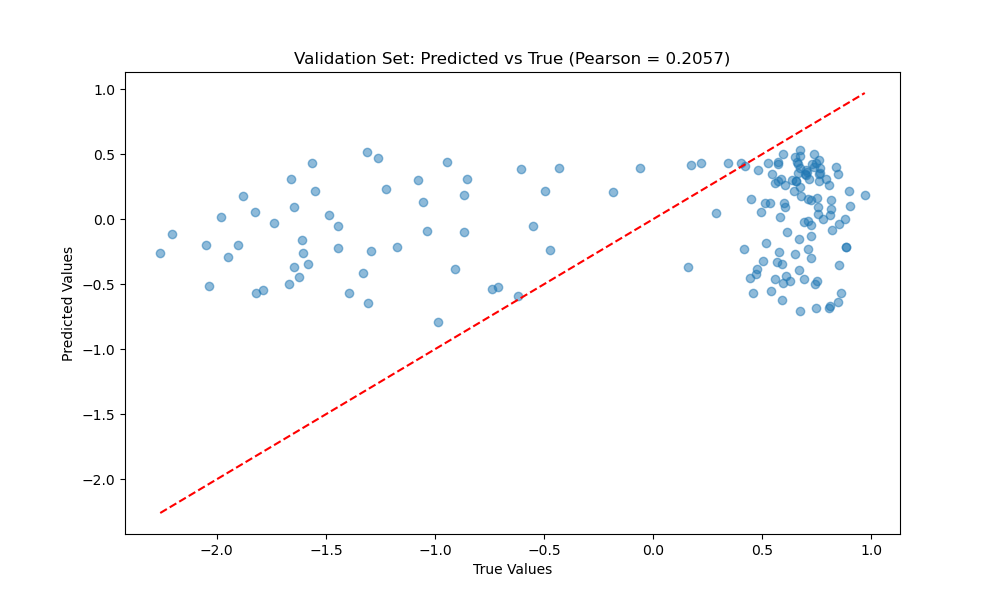 Validation Set: Predicted vs True (Pearson = 0.2057)
1.0
0.5
0.0
−0.5
−1.0
−1.5
−2.0
Predicted Values
−2.0 −1.5 −1.0 −0.5 0.0 0.5 1.0
True Values